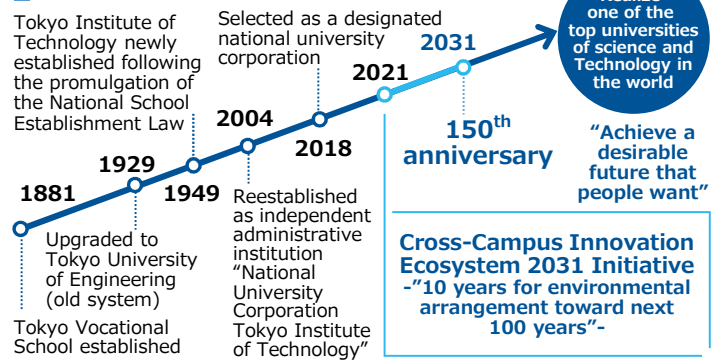 Tokyo Institute of
Technology newly
established following
the promulgation of
the National School
Establishment Law
Selected as a designated
national university
corporation
2031
2021
one of the
top universities
of science and
Technology in
the world
2004
150th
anniversary
"Achieve a
desirable
future that
people want"
1929
2018
1881
1949
Reestablished
as independent
administrative
institution
"National
University
Corporation
Tokyo Institute
of Technology"
Upgraded to
Tokyo University
of Engineering
(old system)
Tokyo Vocational
School established
Cross-Campus Innovation
Ecosystem 2031 Initiative
-"10 years for environmental
arrangement toward next
100 years"-